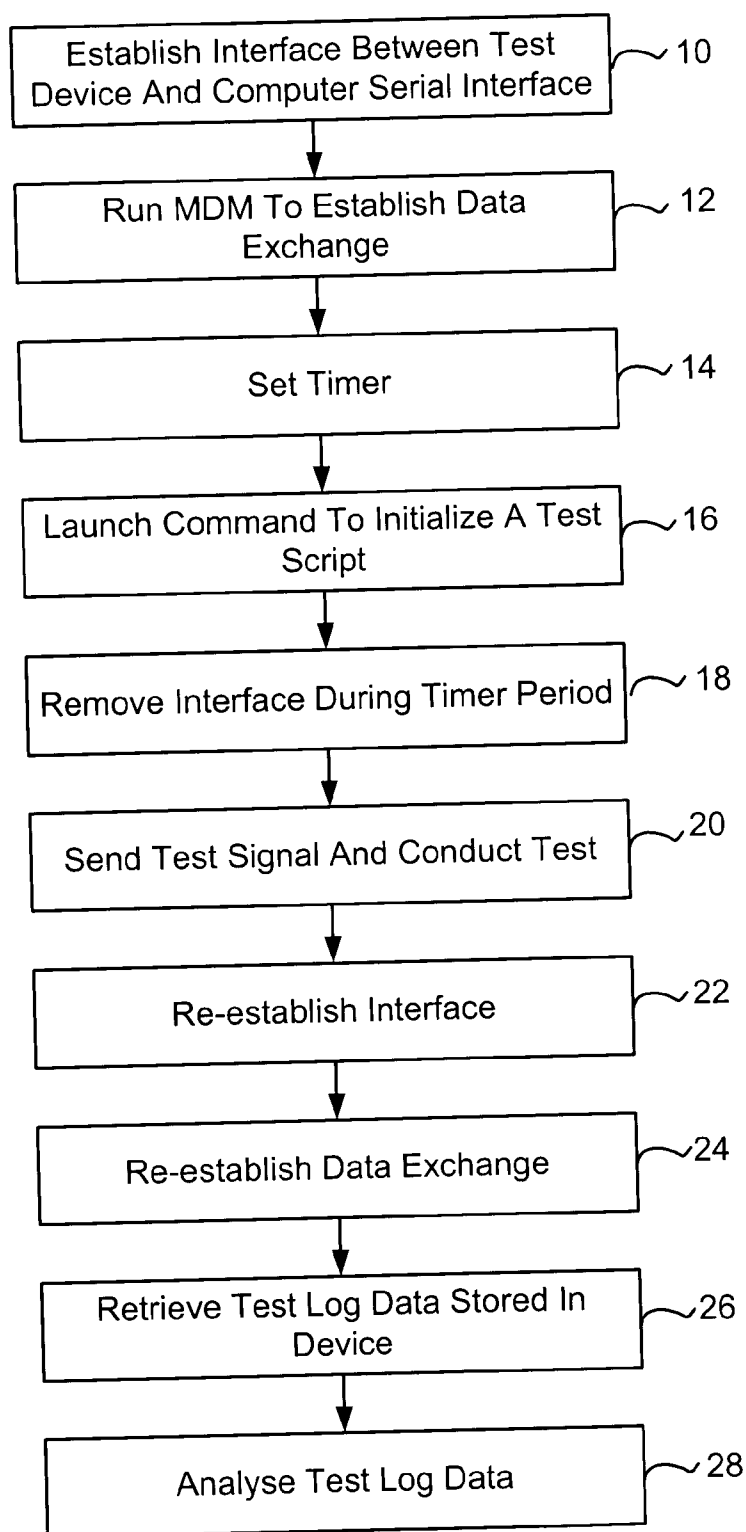 Establish Interface Between Test
Device And Computer Serial Interface
10
Run MDM To Establish Data
Exchange
12
Set Timer
14
Launch Command To Initialize A Test
Script
16
Remove Interface During Timer Period
18
Send Test Signal And Conduct Test
20
Re-establish Interface
22
Re-establish Data Exchange
24
Retrieve Test Log Data Stored In
Device
26
Analyse Test Log Data
28